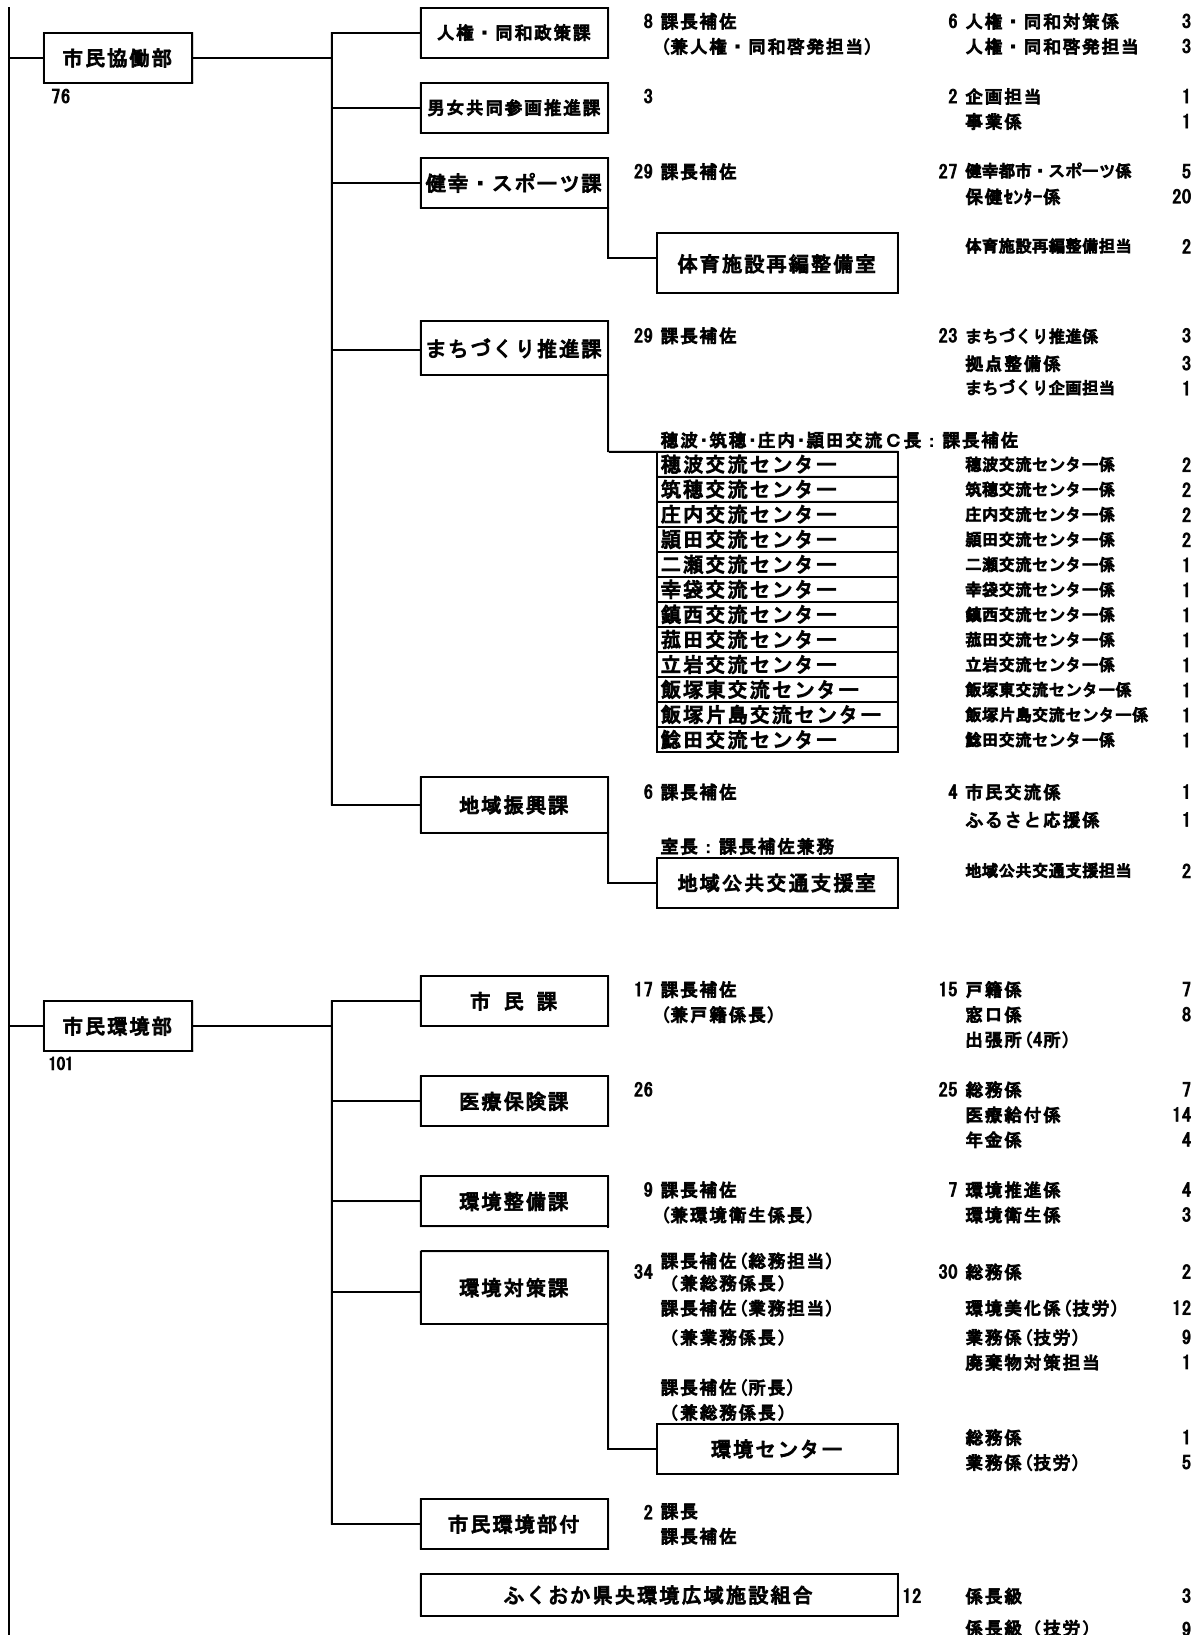 人権・同和政策課 8 課長補佐 6 人権・同和対策係 3
(兼人権・同和啓発担当) 人権・同和啓発担当 3
市民協働部
76
男女共同参画推進課 3 2 企画担当 1
事業係 1
健幸・スポーツ課 29 課長補佐 27 健幸都市・スポーツ係 5
保健ｾﾝﾀｰ係 20
体育施設再編整備室 体育施設再編整備担当 2
まちづくり推進課 29 課長補佐 23 まちづくり推進係 3
拠点整備係 3
まちづくり企画担当 1
穂波・筑穂・庄内・頴田交流Ｃ長：課長補佐
穂波交流センター 穂波交流センター係 2
筑穂交流センター 筑穂交流センター係 2
庄内交流センター 庄内交流センター係 2
頴田交流センター 頴田交流センター係 2
二瀬交流センター 二瀬交流センター係 1
幸袋交流センター 幸袋交流センター係 1
鎮西交流センター 鎮西交流センター係 1
菰田交流センター 菰田交流センター係 1
立岩交流センター 立岩交流センター係 1
飯塚東交流センター 飯塚東交流センター係 1
飯塚片島交流センター 飯塚片島交流センター係 1
鯰田交流センター 鯰田交流センター係 1
地域振興課 6 課長補佐 4 市民交流係 1
ふるさと応援係 1
室長：課長補佐兼務
地域公共交通支援室 地域公共交通支援担当 2
市民課 17 課長補佐 15 戸籍係 7
(兼戸籍係長) 窓口係 8
市民環境部 出張所(4所)
101
医療保険課 26 25 総務係 7
医療給付係 14
年金係 4
環境整備課 9 課長補佐 7 環境推進係 4
(兼環境衛生係長) 環境衛生係 3
環境対策課 34 課長補佐(総務担当) 30 総務係 2
(兼総務係長)
課長補佐(業務担当) 環境美化係(技労) 12
(兼業務係長) 業務係(技労) 9
廃棄物対策担当 1
課長補佐(所長)
(兼総務係長)
環境センター 総務係 1
業務係(技労) 5
市民環境部付 2 課長
課長補佐
ふくおか県央環境広域施設組合 12 係長級 3
係長級（技労） 9